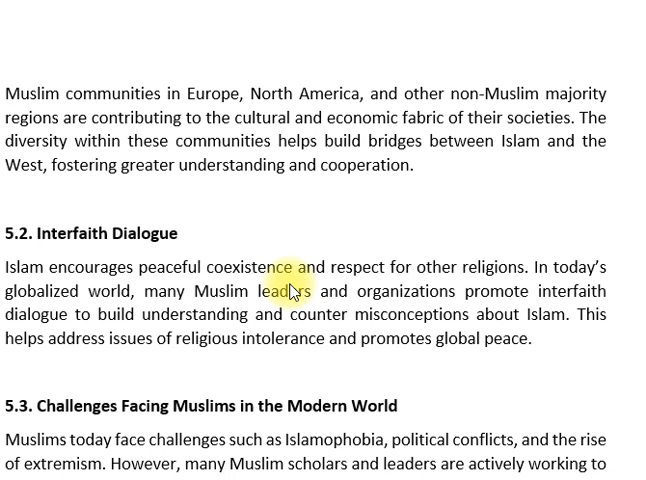 Muslim communities in Europe, North America, and other non-Muslim majority
regions are contributing to the cultural and economic fabric of their societies. The
diversity within these communities helps build bridges between Islam and the
West, fostering greater understanding and cooperation.
5.2. Interfaith Dialogue
Islam encourages peaceful coexistence and respect for other religions. In today’s
globalized world, many Muslim leaders and organizations promote interfaith
dialogue to build understanding and counter misconceptions about Islam. This
helps address issues of religious intolerance and promotes global peace.
5.3. Challenges Facing Muslims in the Modern World
Muslims today face challenges such as Islamophobia, political conflicts, and the rise
of extremism. However, many Muslim scholars and leaders are actively working to